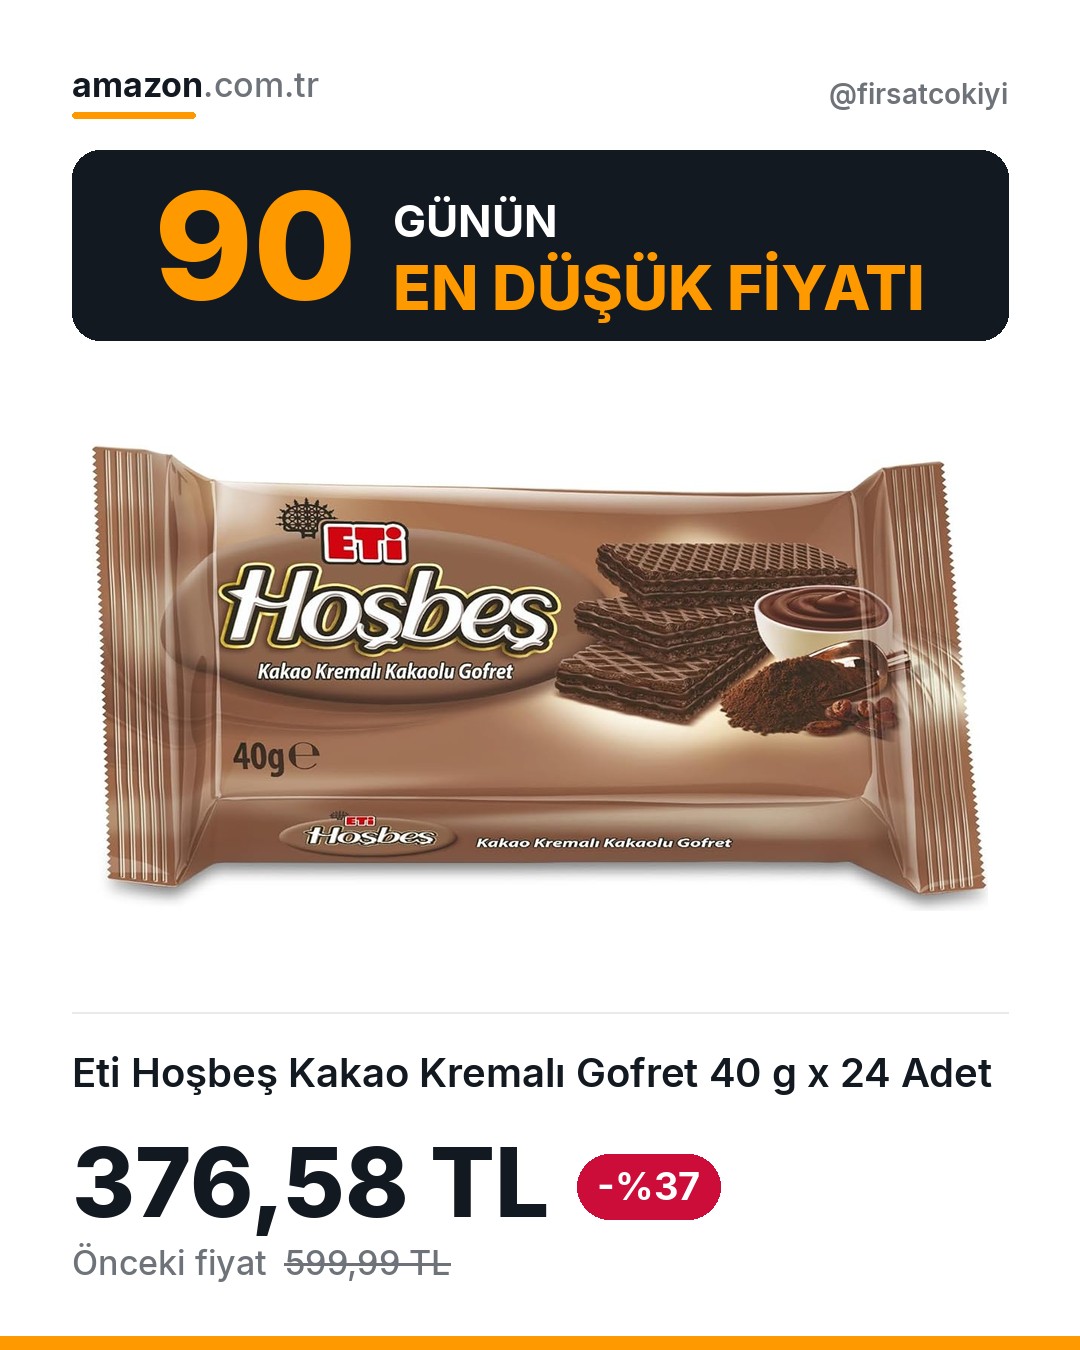 amazon.com.tr
@firsatcokiyi
90
GÜNÜN
EN DÜŞÜK FİYATI
ETi
Hoşbeş
Kakao Kremalı Kakaolu Gofret
40g℮
ETi
Hoşbeş
Kakao Kremalı Kakaolu Gofret
Eti Hoşbeş Kakao Kremalı Gofret 40 g x 24 Adet
376,58 TL
-%37
Önceki fiyat 599,99 TL